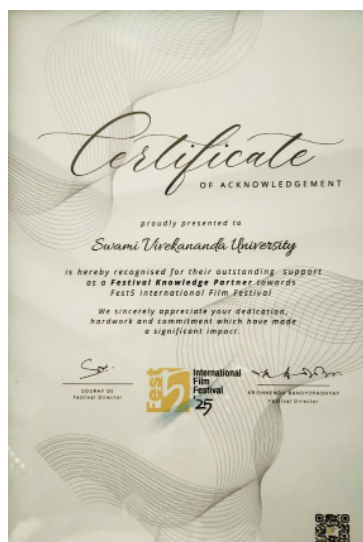 Certificate
OF ACKNOWLEDGEMENT
proudly presented to
Swami Vivekananda University
is hereby recognised for their outstanding support
as a Festival Knowledge Partner towards
Fest5 International Film Festival
We sincerely appreciate your dedication,
hardwork and commitment which have made
a significant impact.
SOURAV DE
Festival Director
Fest5
International
Film
Festival
'25
KRISHNENDU BANDYOPADHYAY
Festival Director